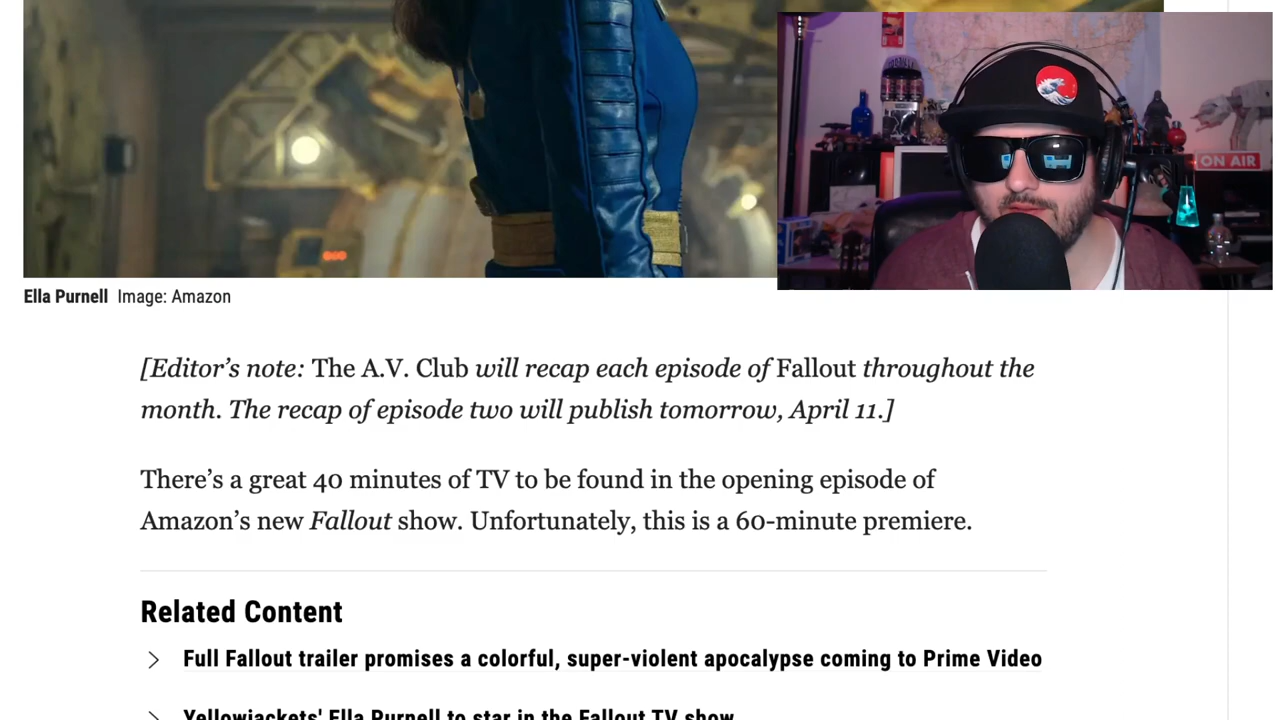 ON AIR
Ella Purnell Image: Amazon
[Editor’s note: The A.V. Club will recap each episode of Fallout throughout the
month. The recap of episode two will publish tomorrow, April 11.]
There’s a great 40 minutes of TV to be found in the opening episode of
Amazon’s new Fallout show. Unfortunately, this is a 60-minute premiere.
Related Content
Full Fallout trailer promises a colorful, super-violent apocalypse coming to Prime Video
Yellowjackets' Ella Purnell to star in the Fallout TV show